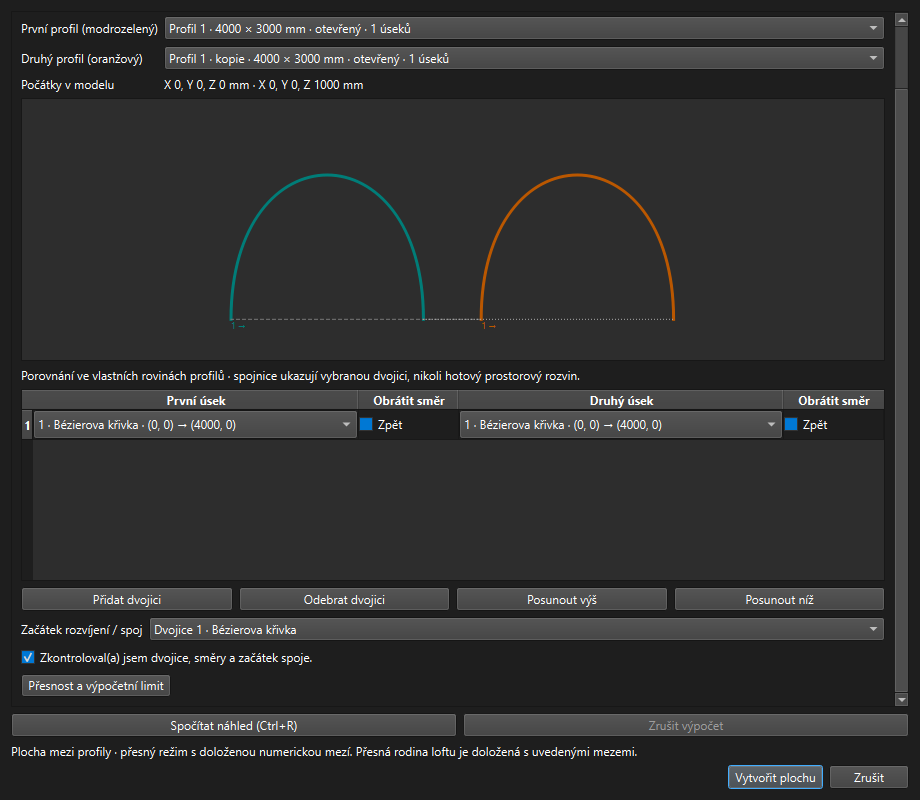 První profil (modrozelený) Profil 1 · 4000 × 3000 mm · otevřený · 1 úseků
Druhý profil (oranžový) Profil 1 · kopie · 4000 × 3000 mm · otevřený · 1 úseků
Počátky v modelu X 0, Y 0, Z 0 mm · X 0, Y 0, Z 1000 mm
1 → 1 →
Porovnání ve vlastních rovinách profilů · spojnice ukazují vybranou dvojici, nikoli hotový prostorový rozvin.
První úsek Obrátit směr Druhý úsek Obrátit směr
1 1 · Bézierova křivka · (0, 0) → (4000, 0) Zpět 1 · Bézierova křivka · (0, 0) → (4000, 0) Zpět
Přidat dvojici Odebrat dvojici Posunout výš Posunout níž
Začátek rozvíjení / spoj Dvojice 1 · Bézierova křivka
Zkontroloval(a) jsem dvojice, směry a začátek spoje.
Přesnost a výpočetní limit
Spočítat náhled (Ctrl+R) Zrušit výpočet
Plocha mezi profily · přesný režim s doloženou numerickou mezí. Přesná rodina loftu je doložená s uvedenými mezemi.
Vytvořit plochu Zrušit